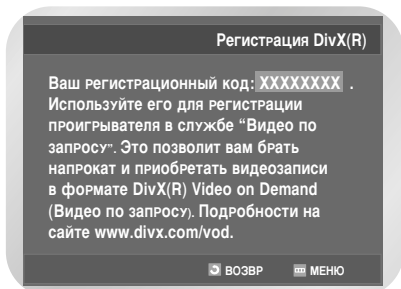 Регистрация DivX(R)
Ваш регистрационный код: XXXXXXXX .
Используйте его для регистрации
проигрывателя в службе “Видео по
запросу”. Это позволит вам брать
напрокат и приобретать видеозаписи
в формате DivX(R) Video on Demand
(Видео по запросу). Подробности на
сайте www.divx.com/vod.
ВОЗВР МЕНЮ